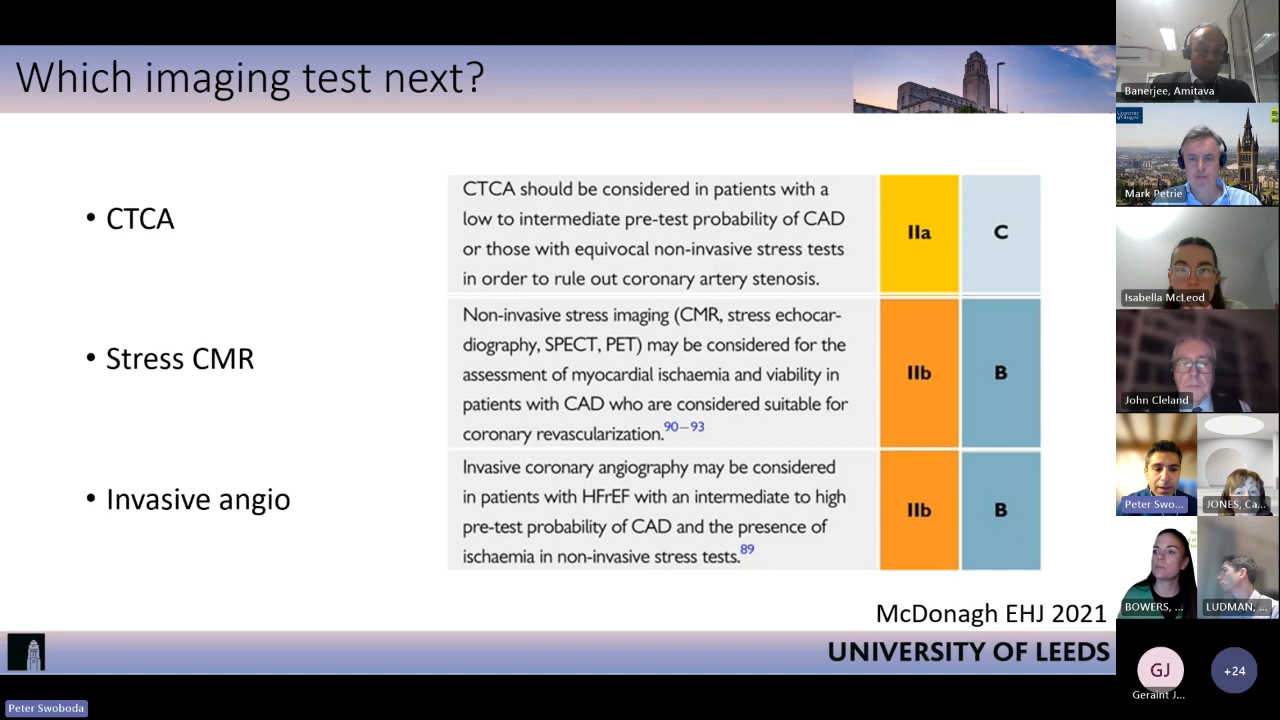 Which imaging test next?
• CTCA
• Stress CMR
• Invasive angio
CTCA should be considered in patients with a
low to intermediate pre-test probability of CAD
or those with equivocal non-invasive stress tests
in order to rule out coronary artery stenosis.
IIa
C
Non-invasive stress imaging (CMR, stress echocar-
diography, SPECT, PET) may be considered for the
assessment of myocardial ischaemia and viability in
patients with CAD who are considered suitable for
coronary revascularization.90–93
IIb
B
Invasive coronary angiography may be considered
in patients with HFrEF with an intermediate to high
pre-test probability of CAD and the presence of
ischaemia in non-invasive stress tests.89
IIb
B
McDonagh EHJ 2021
UNIVERSITY OF LEEDS
Peter Swoboda
Banerjee, Amitava
Mark Petrie
Isabella McLeod
John Cleland
Peter Swo...
JONES, Ca...
BOWERS, ...
LUDMAN, ...
GJ
Geraint J...
+24